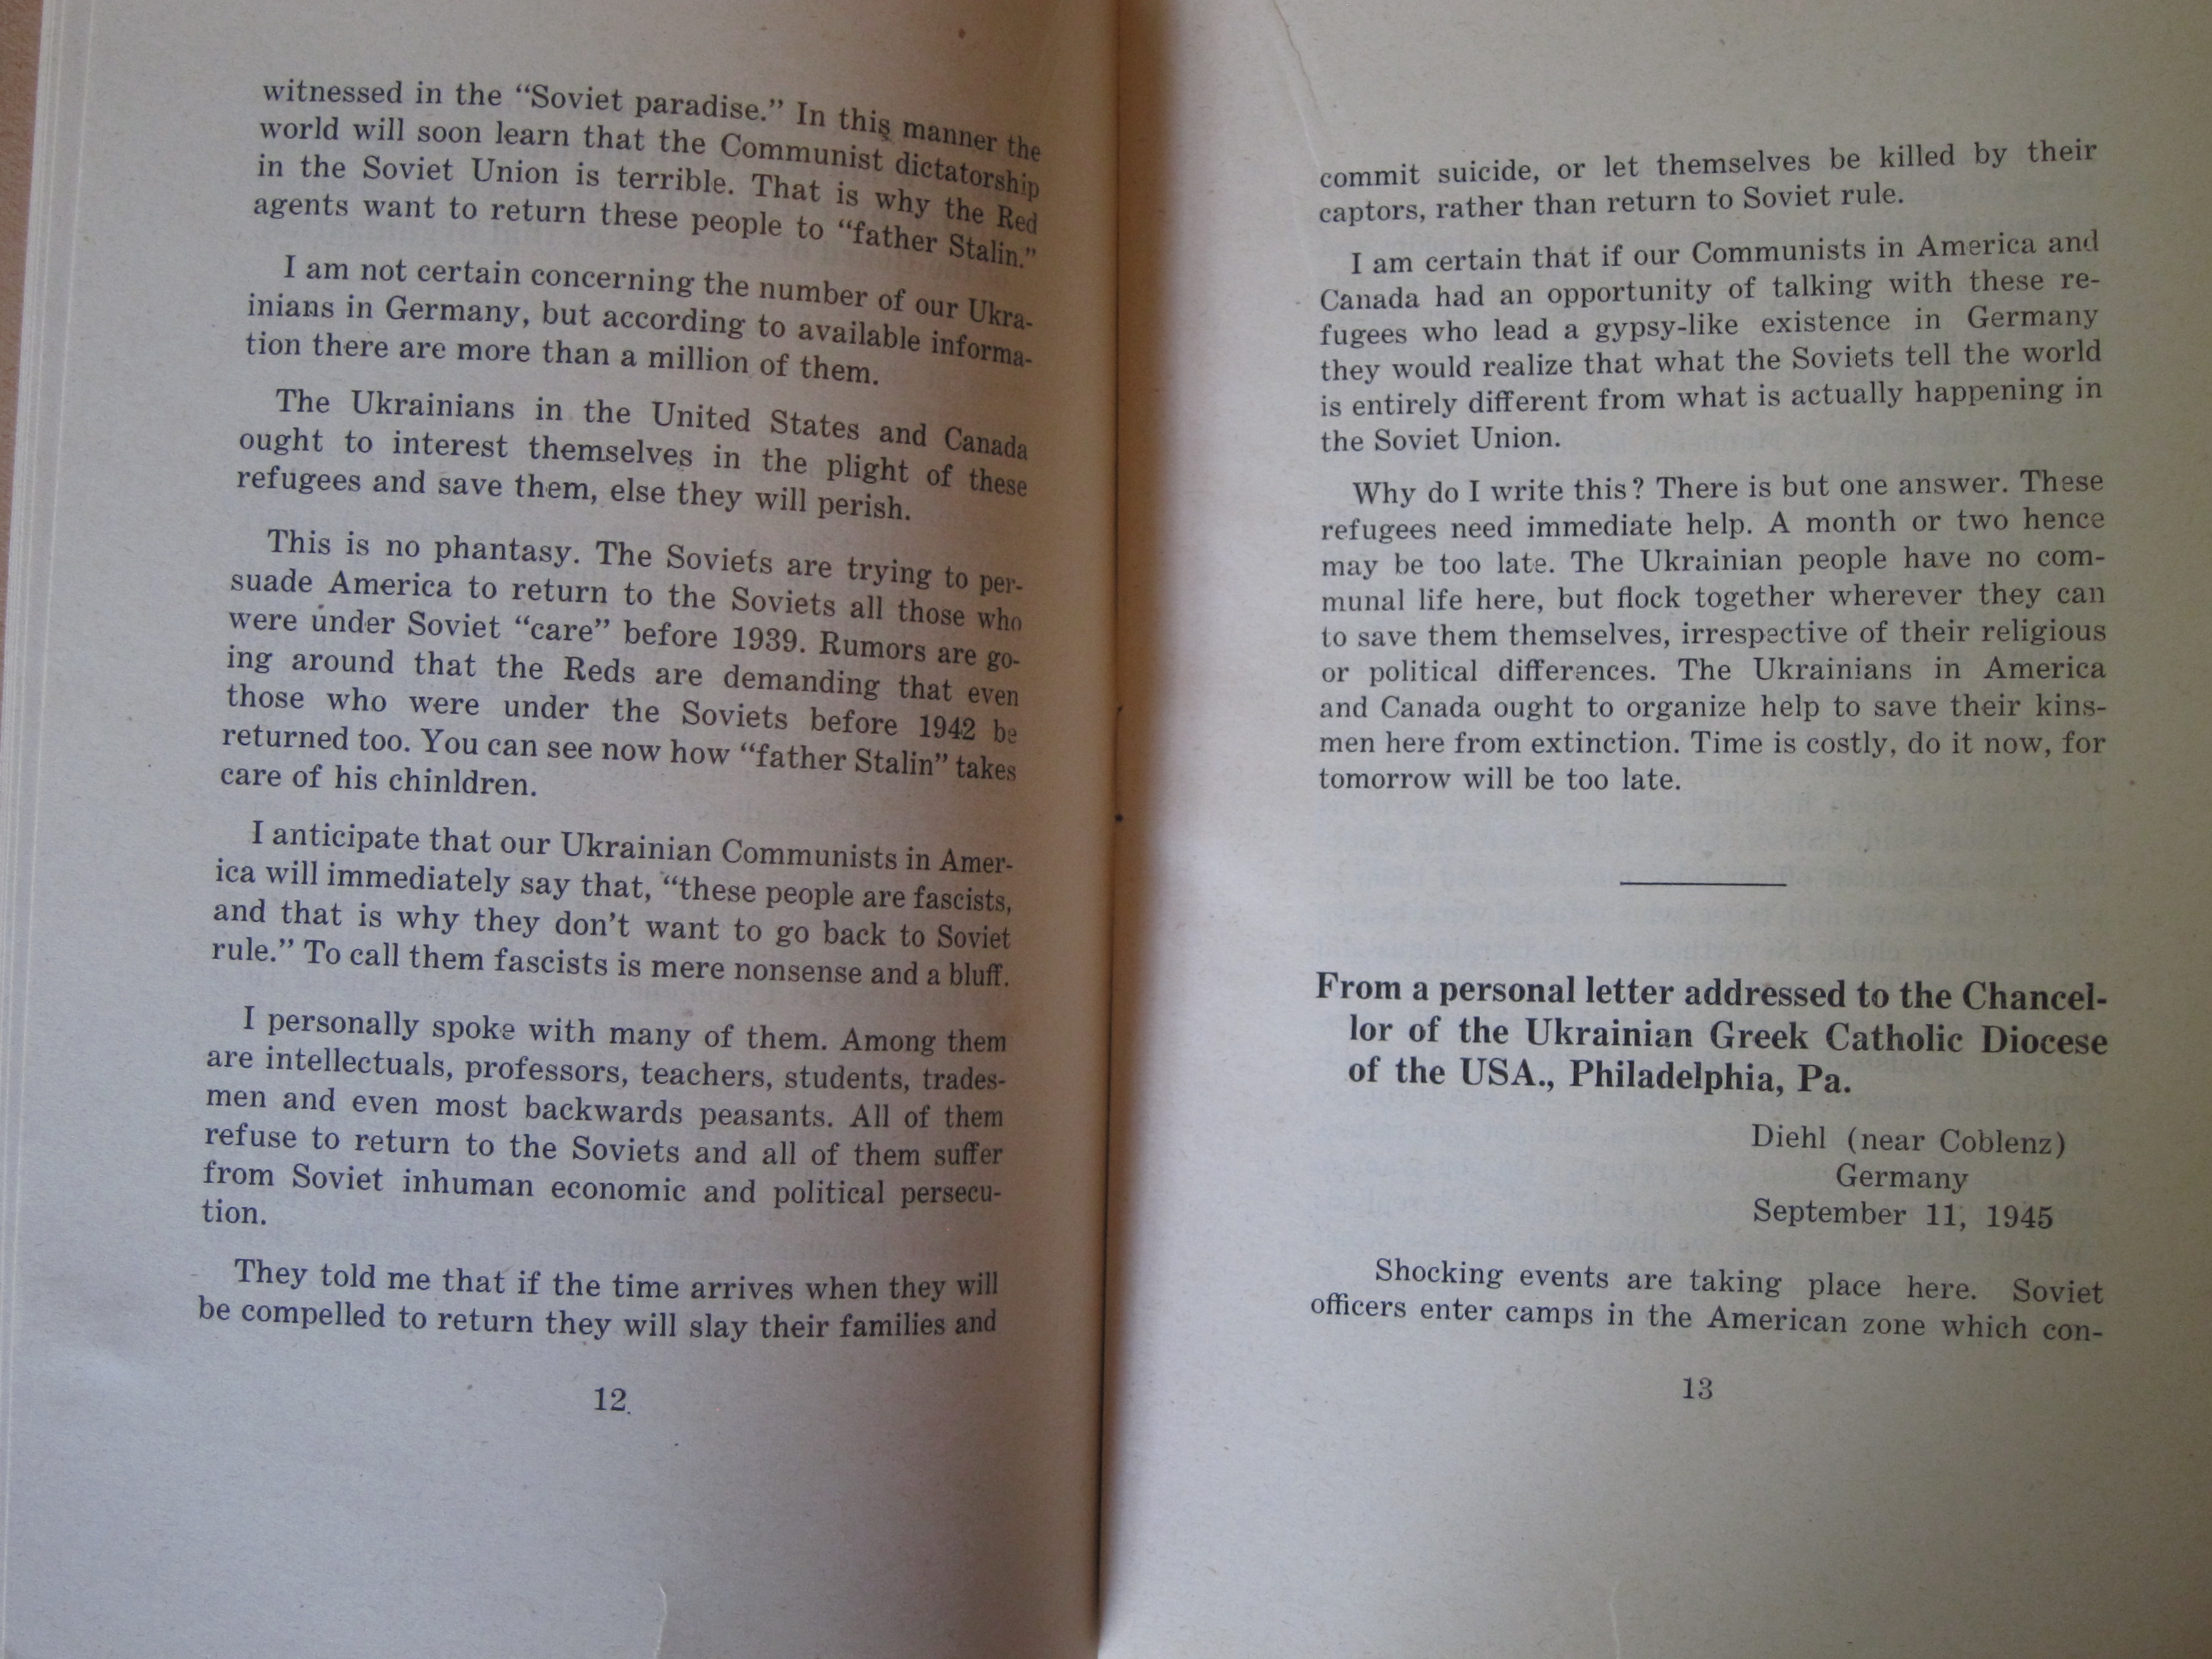 witnessed in the “Soviet paradise.” In this manner the
world will soon learn that the Communist dictatorship
in the Soviet Union is terrible. That is why the Red
agents want to return these people to “father Stalin.”
I am not certain concerning the number of our Ukra-
inians in Germany, but according to available informa-
tion there are more than a million of them.
The Ukrainians in the United States and Canada
ought to interest themselves in the plight of these
refugees and save them, else they will perish.
This is no phantasy. The Soviets are trying to per-
suade America to return to the Soviets all those who
were under Soviet “care” before 1939. Rumors are go-
ing around that the Reds are demanding that even
those who were under the Soviets before 1942 be
returned too. You can see now how “father Stalin” takes
care of his chinldren.
I anticipate that our Ukrainian Communists in Amer-
ica will immediately say that, “these people are fascists,
and that is why they don’t want to go back to Soviet
rule.” To call them fascists is mere nonsense and a bluff.
I personally spoke with many of them. Among them
are intellectuals, professors, teachers, students, trades-
men and even most backwards peasants. All of them
refuse to return to the Soviets and all of them suffer
from Soviet inhuman economic and political persecu-
tion.
They told me that if the time arrives when they will
be compelled to return they will slay their families and
12
commit suicide, or let themselves be killed by their
captors, rather than return to Soviet rule.
I am certain that if our Communists in America and
Canada had an opportunity of talking with these re-
fugees who lead a gypsy-like existence in Germany
they would realize that what the Soviets tell the world
is entirely different from what is actually happening in
the Soviet Union.
Why do I write this? There is but one answer. These
refugees need immediate help. A month or two hence
may be too late. The Ukrainian people have no com-
munal life here, but flock together wherever they can
to save them themselves, irrespective of their religious
or political differences. The Ukrainians in America
and Canada ought to organize help to save their kins-
men here from extinction. Time is costly, do it now, for
tomorrow will be too late.
From a personal letter addressed to the Chancel-
lor of the Ukrainian Greek Catholic Diocese
of the USA., Philadelphia, Pa.
Diehl (near Coblenz)
Germany
September 11, 1945
Shocking events are taking place here. Soviet
officers enter camps in the American zone which con-
13